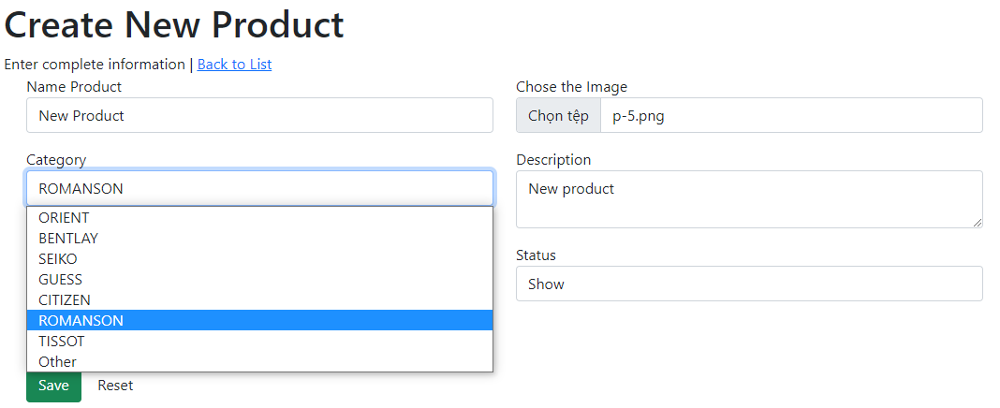 Create New Product
Enter complete information | Back to List
Name Product
New Product
Category
ROMANSON
ORIENT
BENTLAY
SEIKO
GUESS
CITIZEN
ROMANSON
TISSOT
Other
Save Reset
Chose the Image
Chọn tệp p-5.png
Description
New product
Status
Show